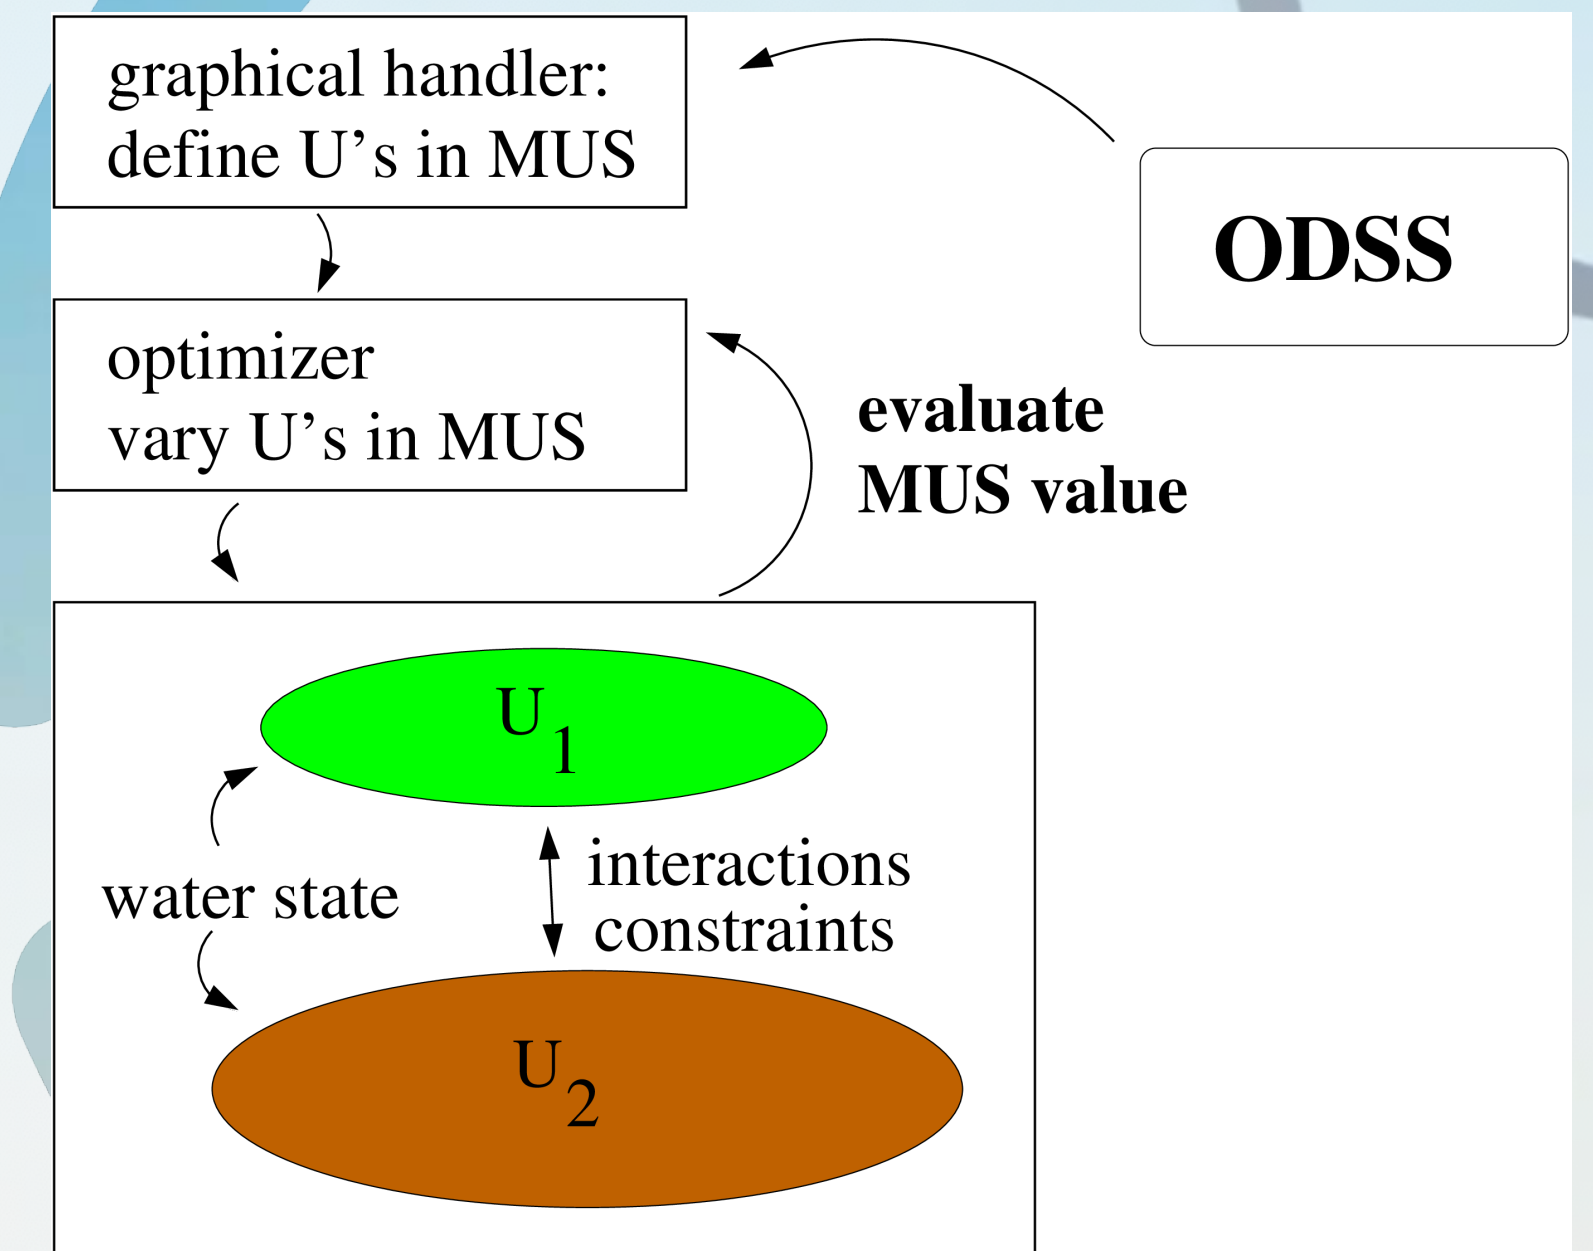 graphical handler:
define U’s in MUS
ODSS
optimizer
vary U’s in MUS
evaluate
MUS value
U1
water state
interactions
constraints
U2